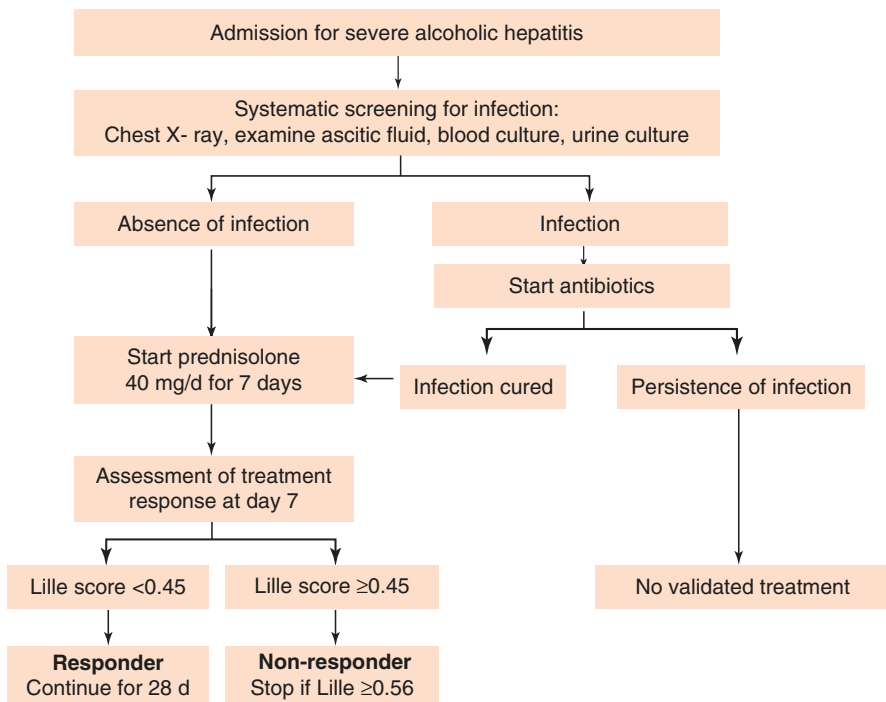 Admission for severe alcoholic hepatitis
Systematic screening for infection:
Chest X- ray, examine ascitic fluid, blood culture, urine culture
Absence of infection
Infection
Start antibiotics
Start prednisolone
40 mg/d for 7 days
Infection cured
Persistence of infection
Assessment of treatment
response at day 7
Lille score <0.45
Lille score ≥0.45
No validated treatment
Responder
Continue for 28 d
Non-responder
Stop if Lille ≥0.56